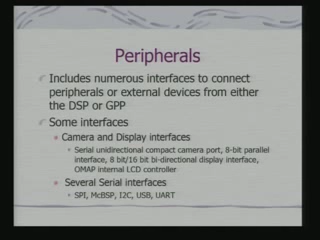 Peripherals
Includes numerous interfaces to connect
peripherals or external devices from either
the DSP or GPP
Some interfaces
Camera and Display interfaces
Serial unidirectional compact camera port, 8-bit parallel
interface, 8 bit/16 bit bi-directional display interface,
OMAP internal LCD controller
Several Serial interfaces
SPI, McBSP, I2C, USB, UART